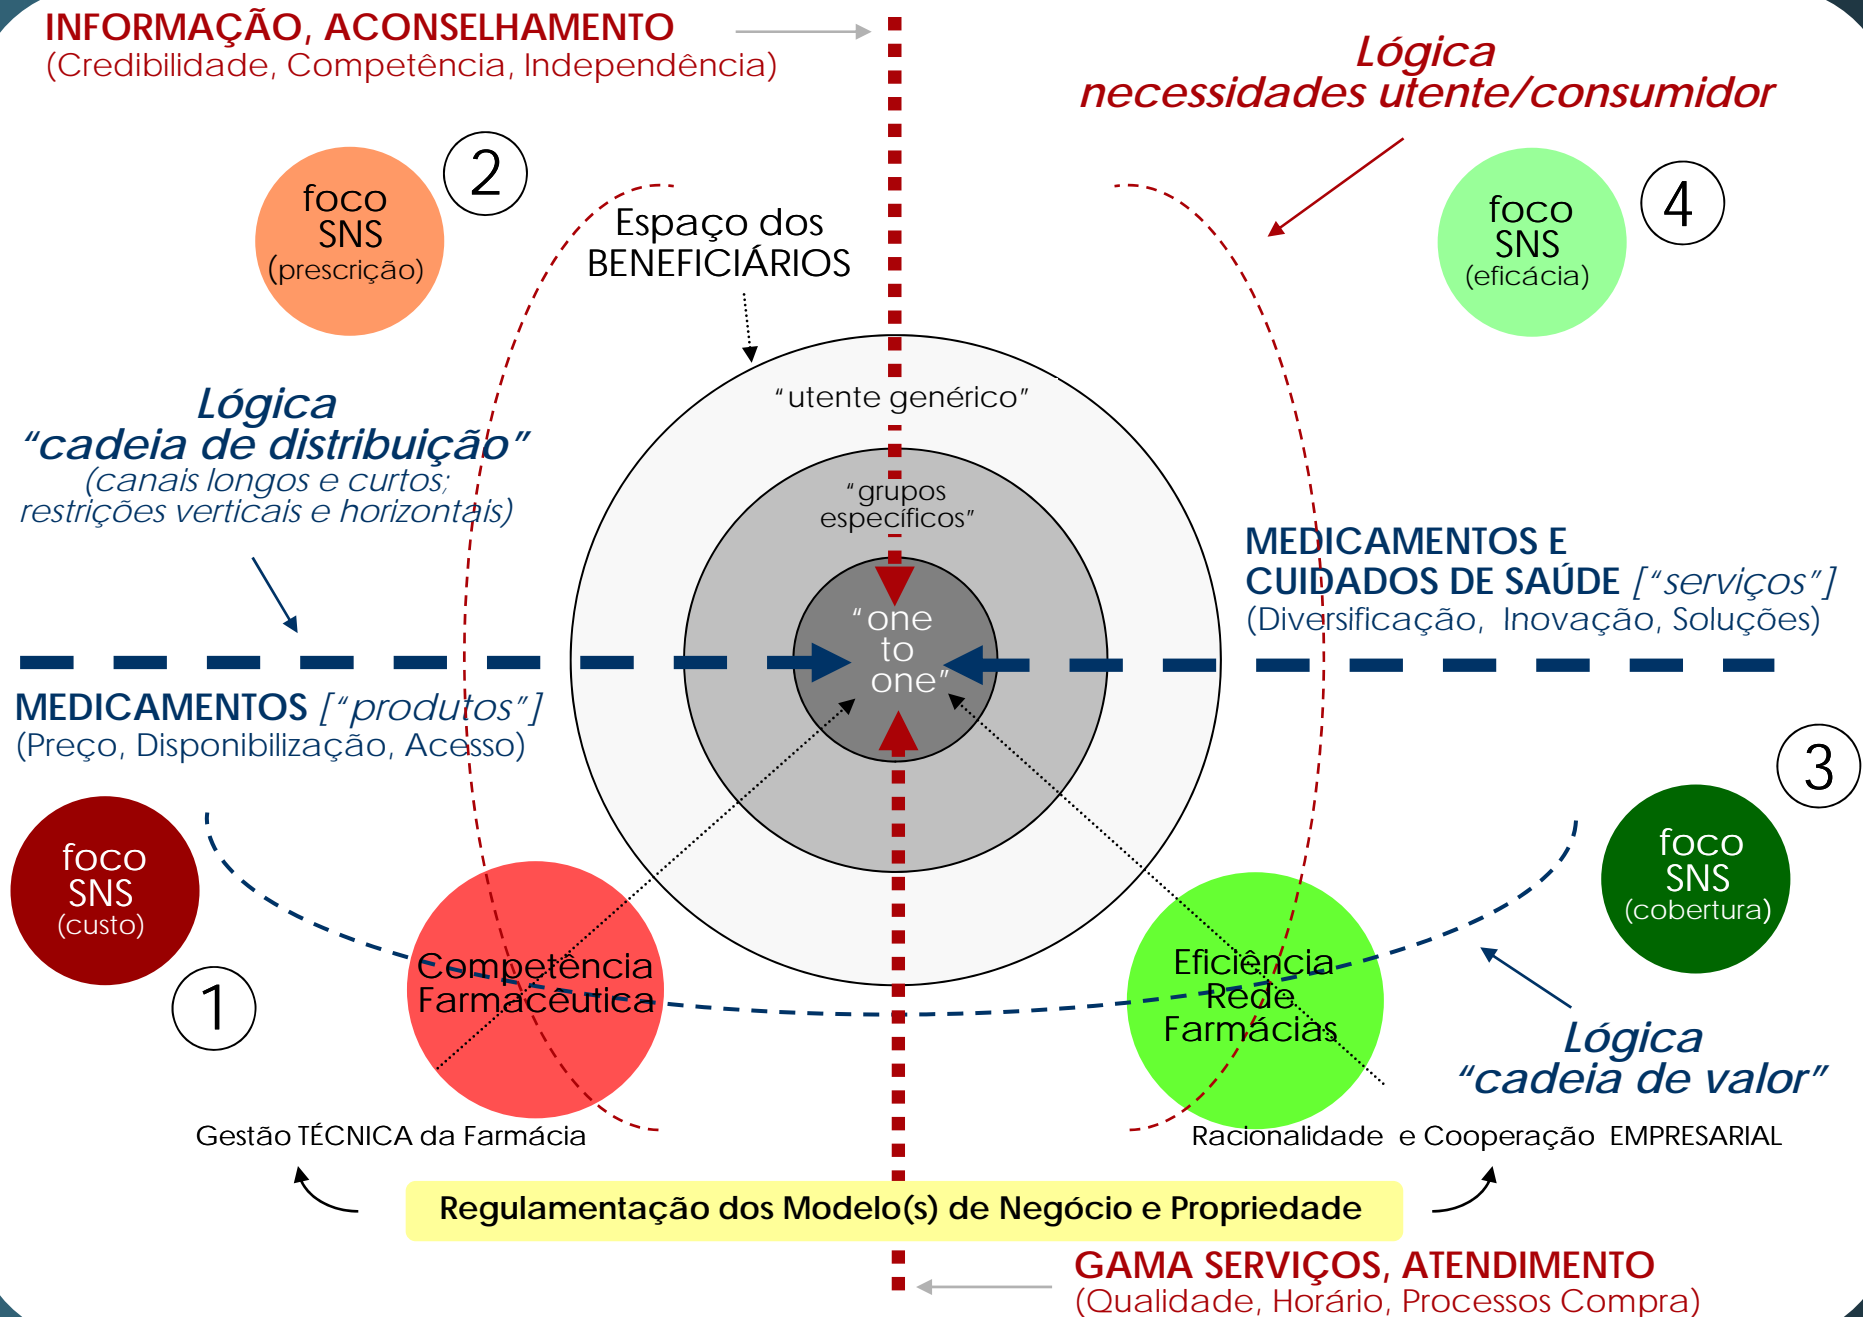 INFORMAÇÃO, ACONSELHAMENTO
(Credibilidade, Competência, Independência)
Lógica
necessidades utente/consumidor
2
foco
SNS
(prescrição)
Espaço dos
BENEFICIÁRIOS
4
foco
SNS
(eficácia)
Lógica
“cadeia de distribuição”
(canais longos e curtos;
restrições verticais e horizontais)
“utente genérico”
“grupos
específicos”
“one
to
one”
MEDICAMENTOS E
CUIDADOS DE SAÚDE [“serviços”]
(Diversificação, Inovação, Soluções)
MEDICAMENTOS [“produtos”]
(Preço, Disponibilização, Acesso)
3
foco
SNS
(custo)
1
foco
SNS
(cobertura)
Competência
Farmacêutica
Eficiência
Rede
Farmácias
Lógica
“cadeia de valor”
Gestão TÉCNICA da Farmácia
Racionalidade e Cooperação EMPRESARIAL
Regulamentação dos Modelo(s) de Negócio e Propriedade
GAMA SERVIÇOS, ATENDIMENTO
(Qualidade, Horário, Processos Compra)